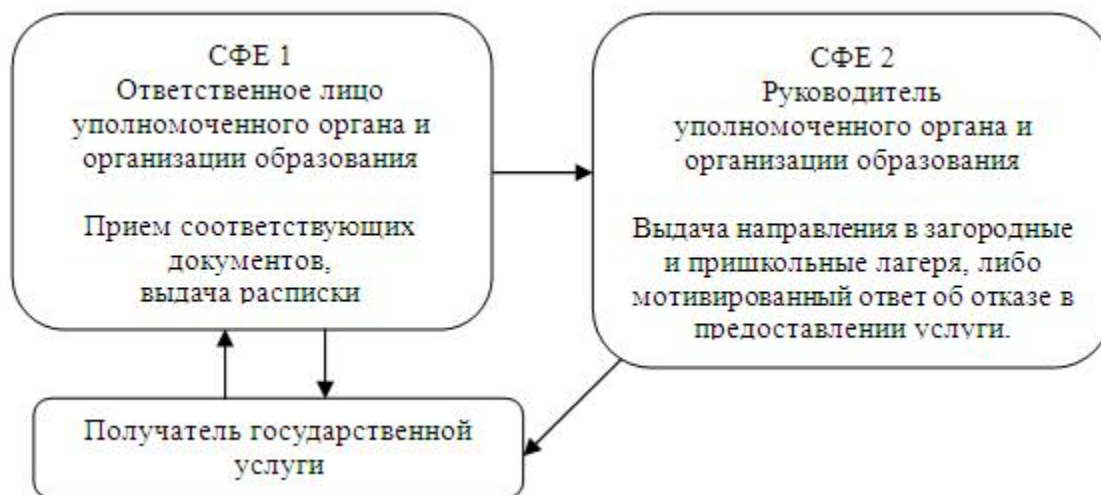 СФЕ 1
Ответственное лицо
уполномоченного органа и
организации образования
Прием соответствующих
документов,
выдача расписки
СФЕ 2
Руководитель
уполномоченного органа и
организации образования
Выдача направления в загородные
и пришкольные лагеря, либо
мотивированный ответ об отказе в
предоставлении услуги.
Получатель государственной
услуги